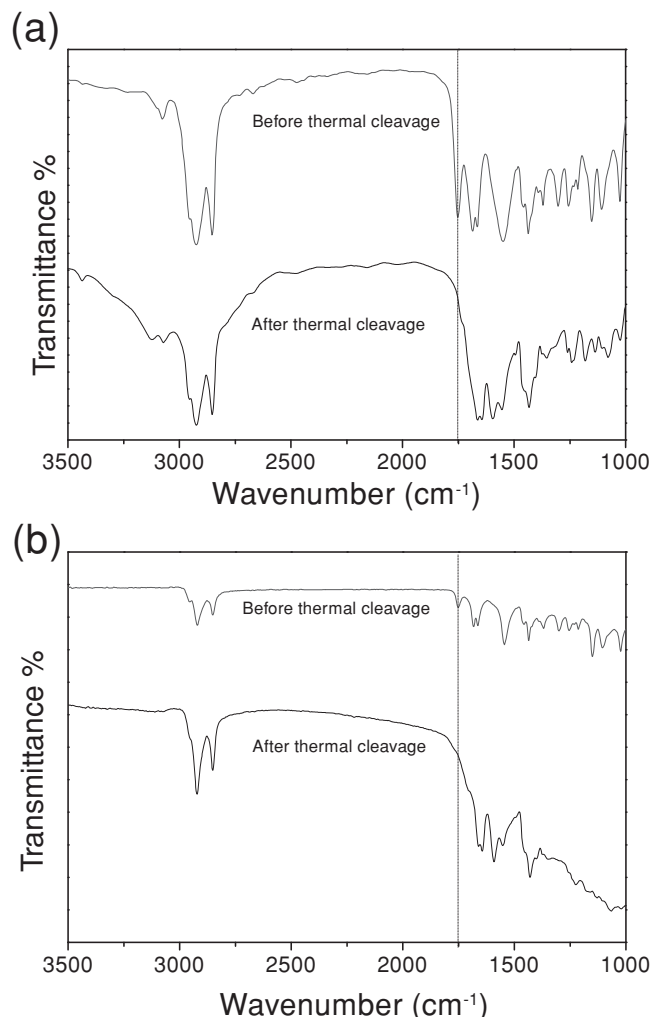 (a)
Transmittance %
Before thermal cleavage
After thermal cleavage
3500 3000 2500 2000 1500 1000
Wavenumber (cm⁻¹)
(b)
Transmittance %
Before thermal cleavage
After thermal cleavage
3500 3000 2500 2000 1500 1000
Wavenumber (cm⁻¹)